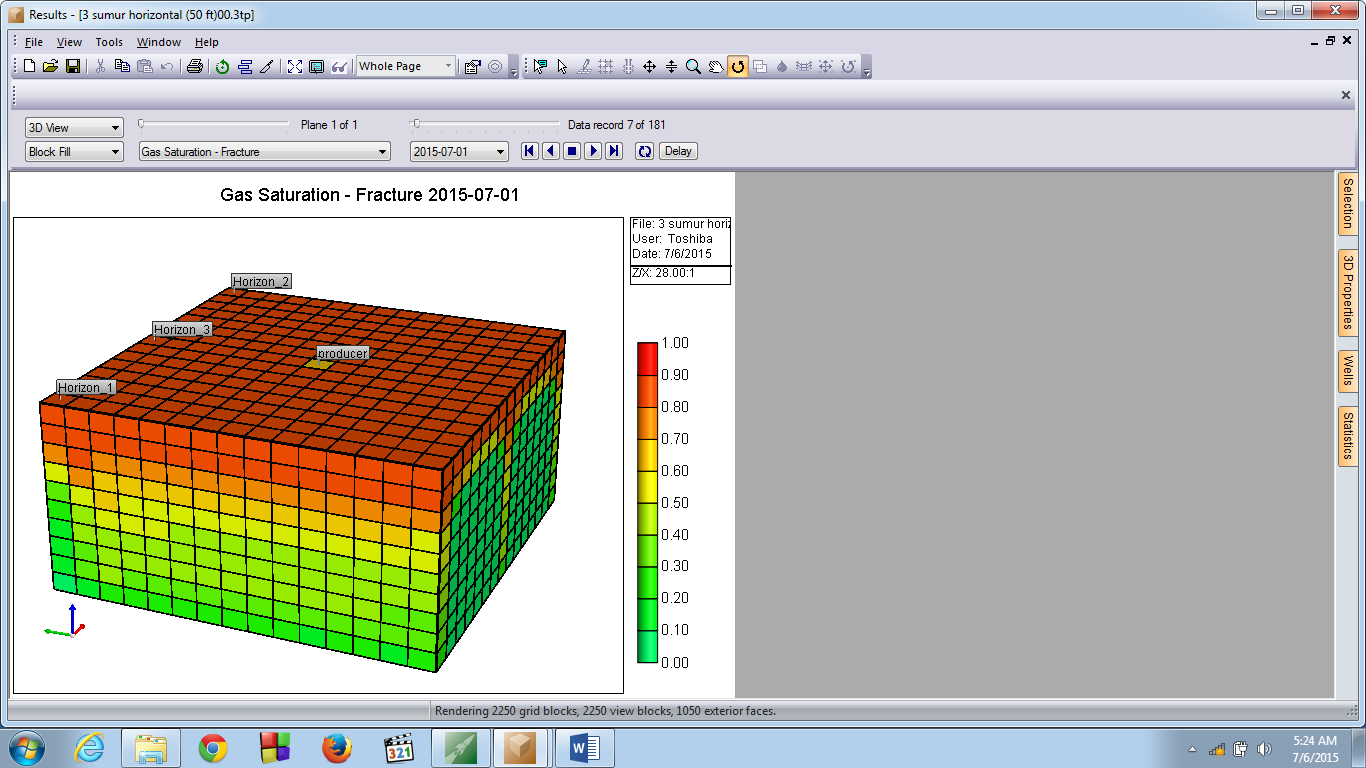 Results - [3 sumur horizontal (50 ft)00.3tp]
File View Tools Window Help
Whole Page
3D View Plane 1 of 1 Data record 7 of 181
Block Fill Gas Saturation - Fracture 2015-07-01 Delay
Gas Saturation - Fracture 2015-07-01
File: 3 sumur horiz
User: Toshiba
Date: 7/6/2015
Z/X: 28.00:1
Horizon_2
Horizon_3
producer
Horizon_1
1.00
0.90
0.80
0.70
0.60
0.50
0.40
0.30
0.20
0.10
0.00
Selection
3D Properties
Wells
Statistics
Rendering 2250 grid blocks, 2250 view blocks, 1050 exterior faces.
321
W
5:24 AM
7/6/2015